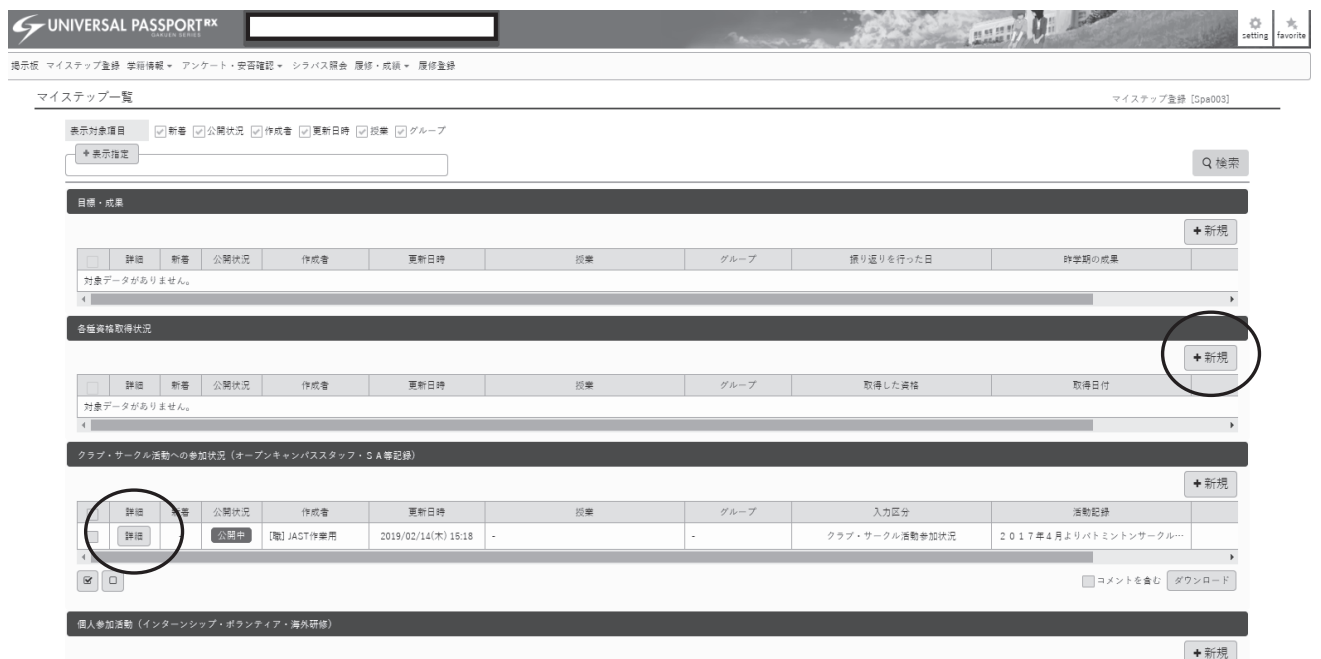 UNIVERSAL PASSPORT RX
GAKUEN SERIES
setting favorite
掲示板 マイステップ登録 学籍情報 アンケート・安否確認 シラバス照会 履修・成績 履修登録
マイステップ一覧 マイステップ登録 [Spa003]
表示対象項目 新着 公開状況 作成者 更新日時 授業 グループ
表示指定
検索
目標・成果
新規
詳細 新着 公開状況 作成者 更新日時 授業 グループ 振り返りを行った日 昨学期の成果
対象データがありません。
各種資格取得状況
新規
詳細 新着 公開状況 作成者 更新日時 授業 グループ 取得した資格 取得日付
対象データがありません。
クラブ・サークル活動への参加状況（オープンキャンパススタッフ・ＳＡ等記録）
新規
詳細 新着 公開状況 作成者 更新日時 授業 グループ 入力区分 活動記録
詳細 - 公開中 [職] JAST作業用 2019/02/14(木) 15:18 - - クラブ・サークル活動参加状況 ２０１７年４月よりバトミントンサークル…
コメントを含む ダウンロード
個人参加活動（インターンシップ・ボランティア・海外研修）
新規